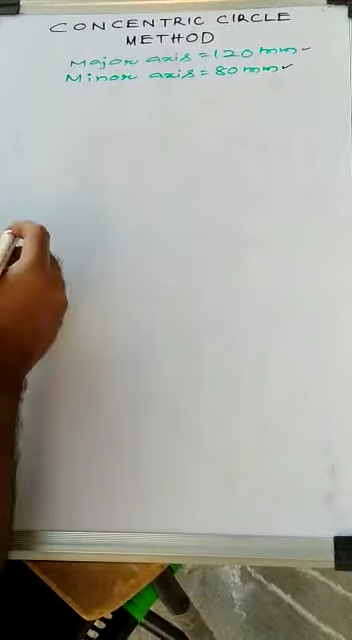 CONCENTRIC CIRCLE
METHOD
Major axis = 120 mm
Minor axis = 80 mm